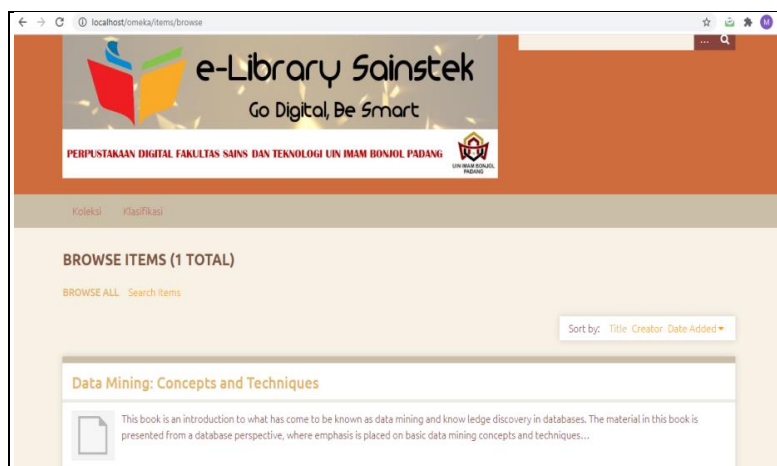 localhost/omeka/items/browse
M
...
e-Library Sainstek
Go Digital, Be Smart
PERPUSTAKAAN DIGITAL FAKULTAS SAINS DAN TEKNOLOGI UIN IMAM BONJOL PADANG
UIN IMAM BONJOL
PADANG
Koleksi Klasifikasi
BROWSE ITEMS (1 TOTAL)
BROWSE ALL Search Items
Sort by: Title Creator Date Added
Data Mining: Concepts and Techniques
This book is an introduction to what has come to be known as data mining and know ledge discovery in databases. The material in this book is
presented from a database perspective, where emphasis is placed on basic data mining concepts and techniques…